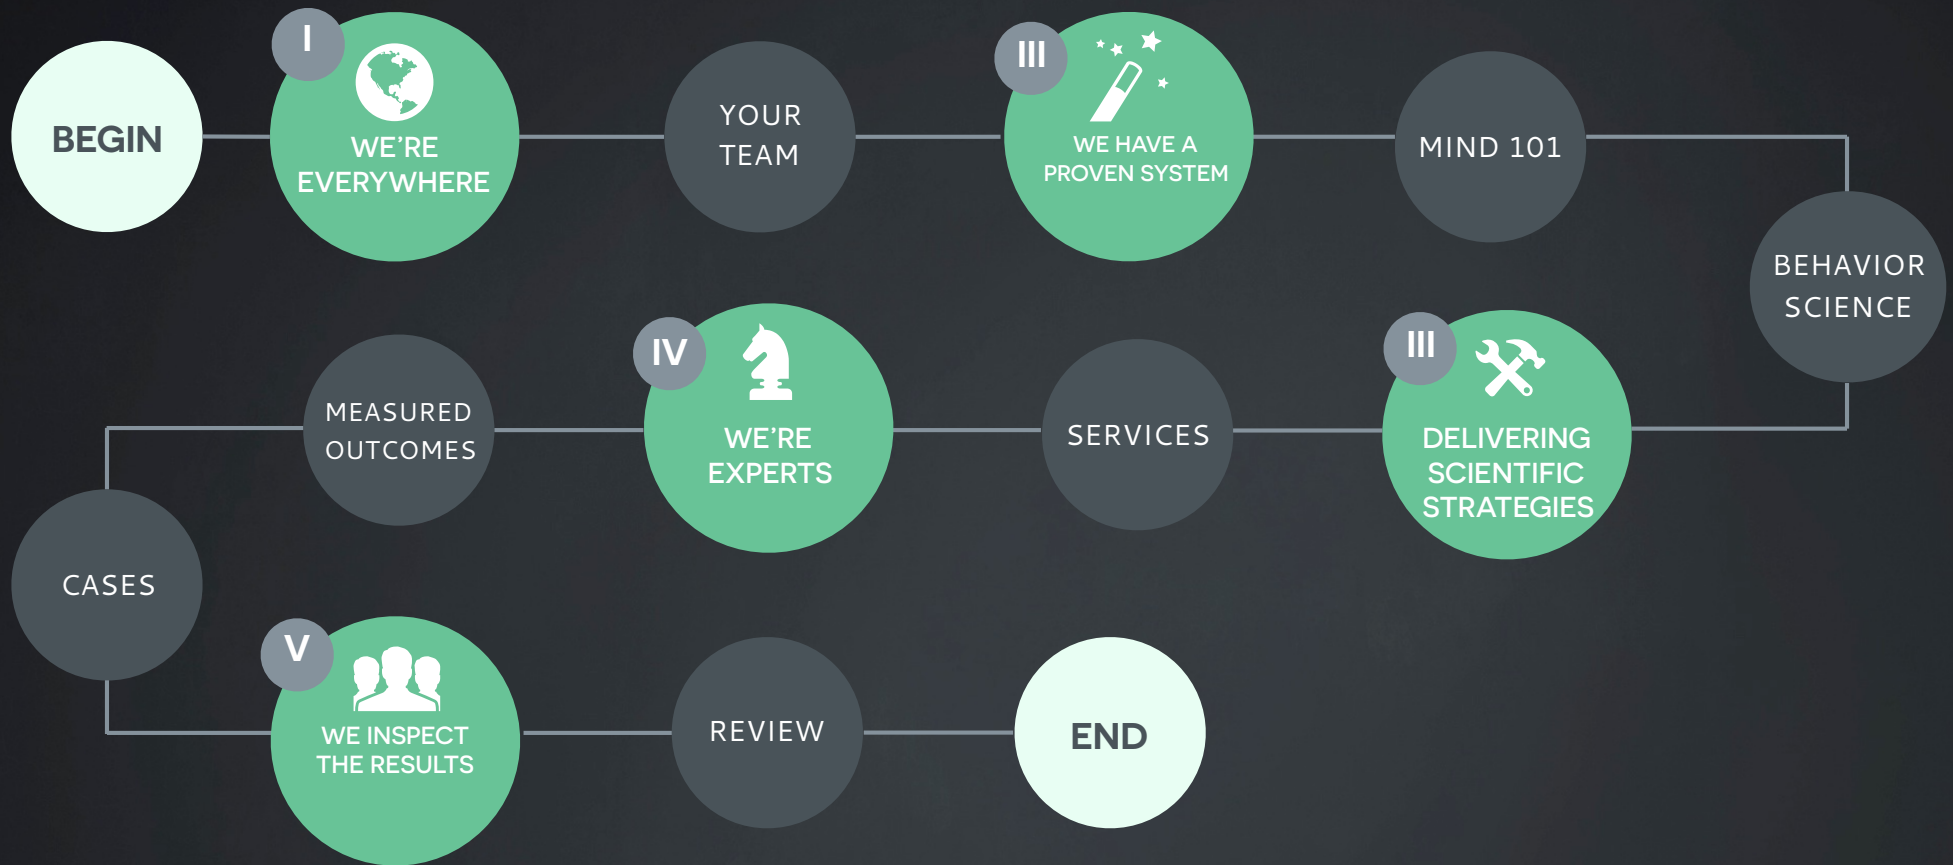 BEGIN
I
WE'RE
EVERYWHERE
YOUR
TEAM
III
WE HAVE A
PROVEN SYSTEM
MIND 101
BEHAVIOR
SCIENCE
III
DELIVERING
SCIENTIFIC
STRATEGIES
SERVICES
IV
WE'RE
EXPERTS
MEASURED
OUTCOMES
CASES
V
WE INSPECT
THE RESULTS
REVIEW
END